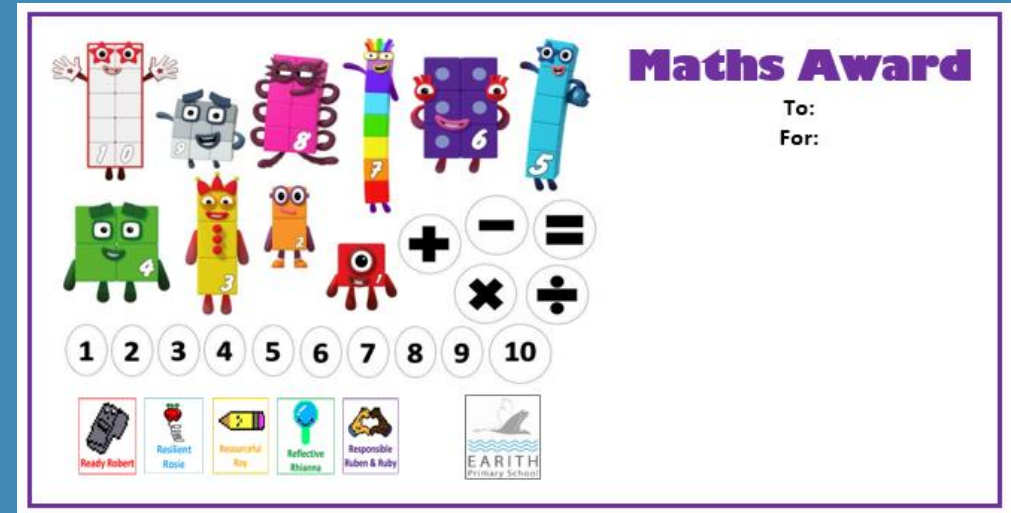 Maths Award
To:
For:
10
9
8
7
6
5
4
3
2
1
+ − =
× ÷
1 2 3 4 5 6 7 8 9 10
Ready Robert
Resilient
Rosie
Resourceful
Ray
Reflective
Rhianna
Responsible
Ruben & Ruby
EARITH
Primary School